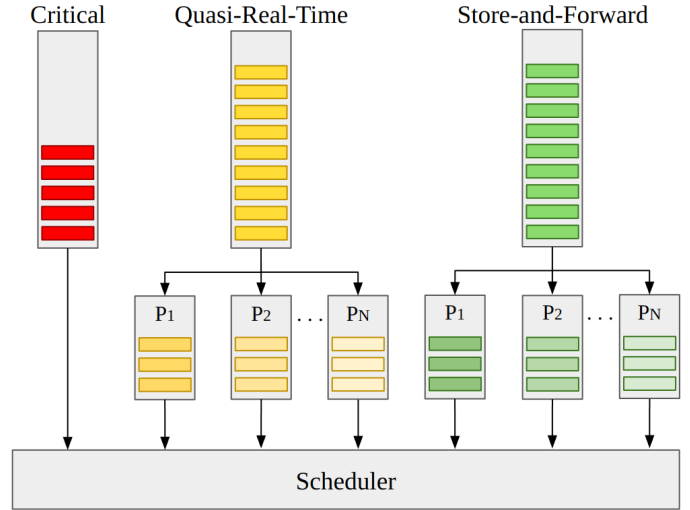 Critical
Quasi-Real-Time
Store-and-Forward
P1
P2
...
PN
P1
P2
...
PN
Scheduler